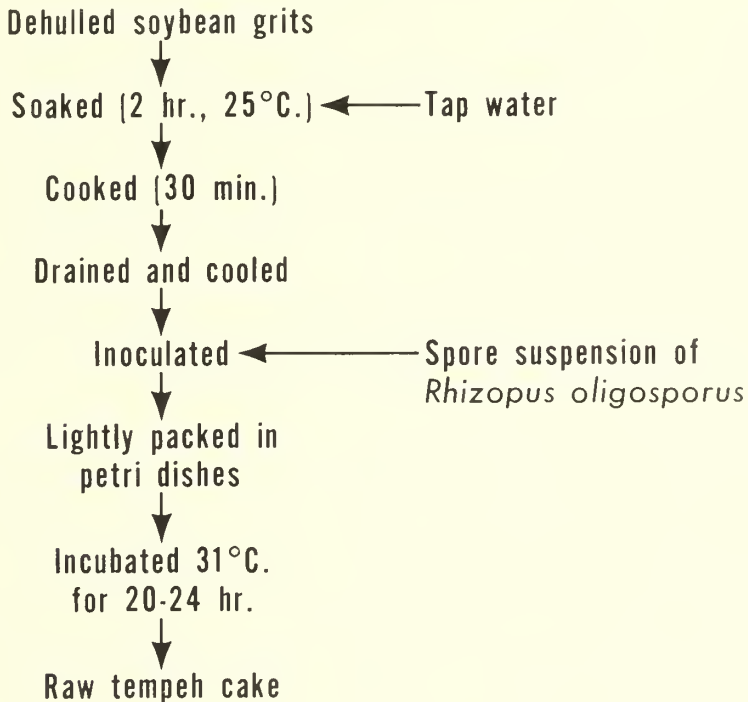 Dehulled soybean grits
Soaked (2 hr., 25°C.)
Tap water
Cooked (30 min.)
Drained and cooled
Inoculated
Spore suspension of
Rhizopus oligosporus
Lightly packed in
petri dishes
Incubated 31°C.
for 20-24 hr.
Raw tempeh cake